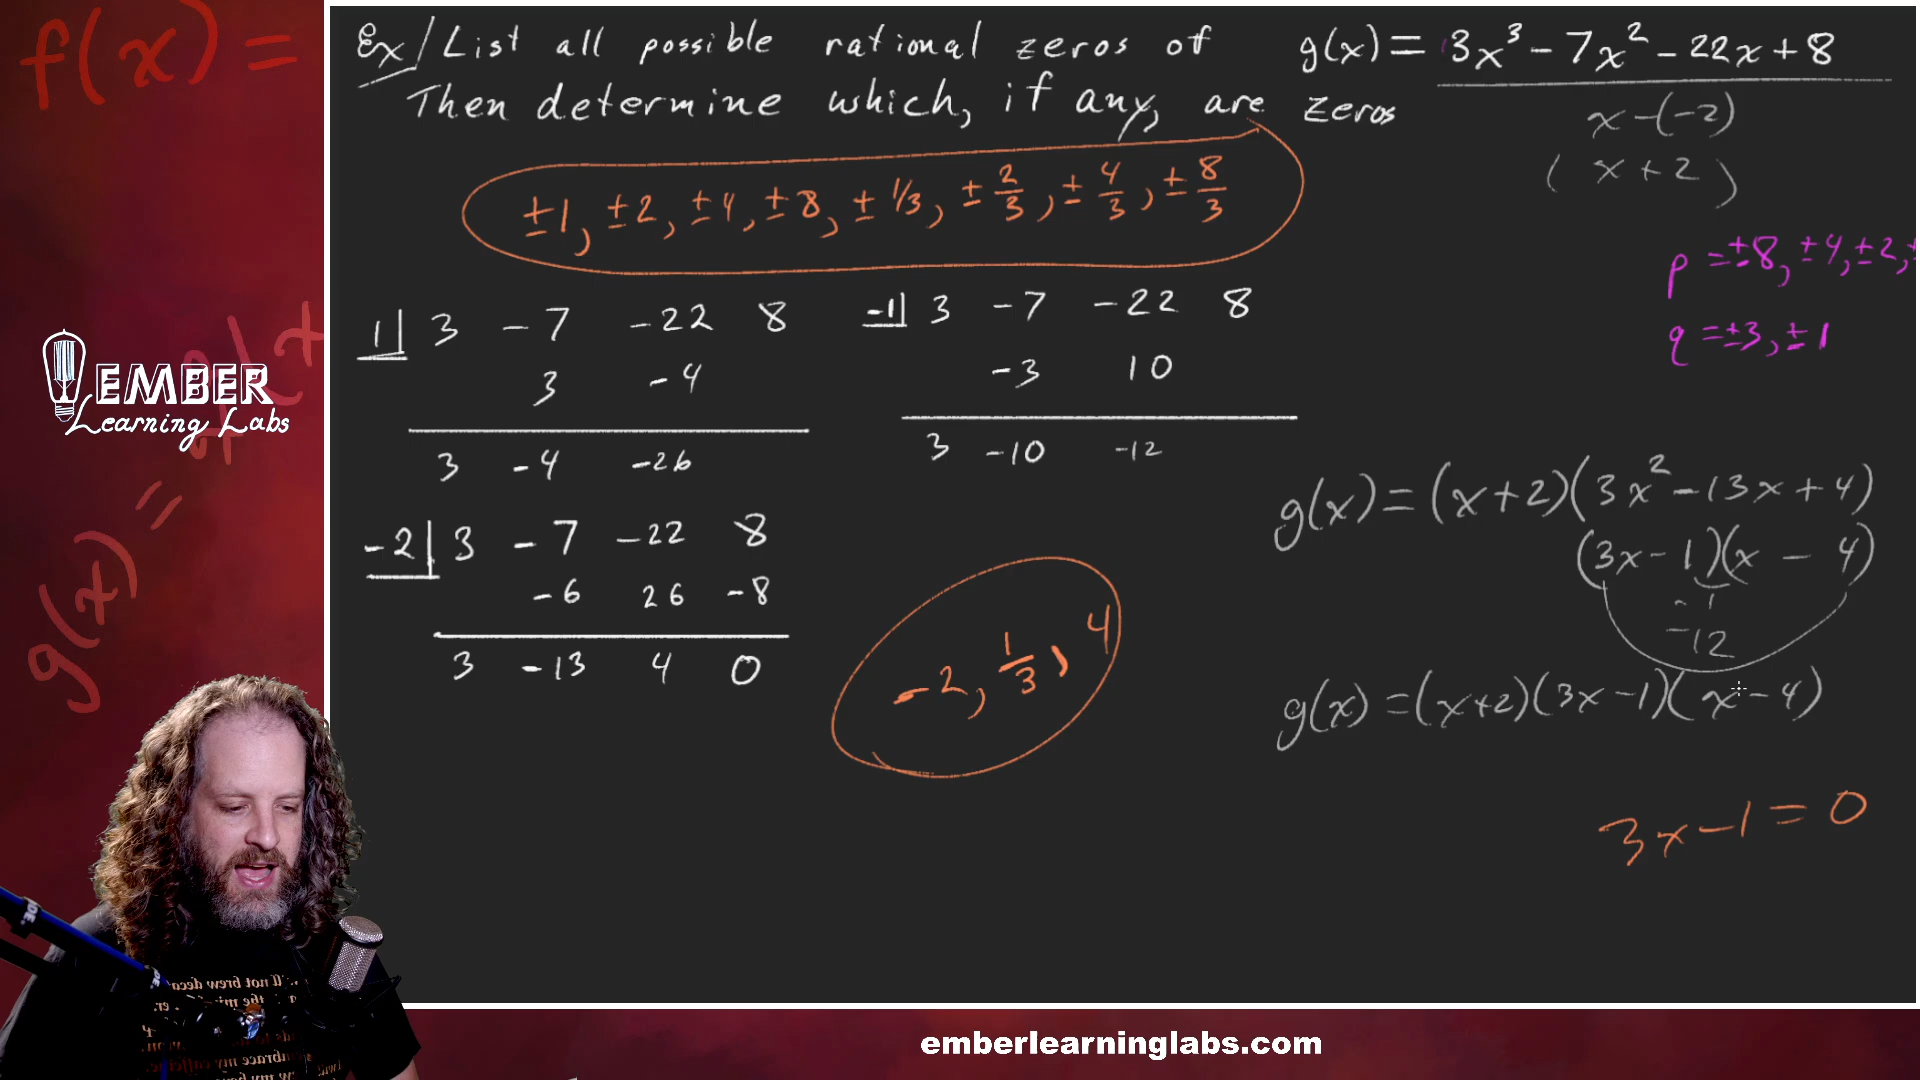 f(x) =
g(x) =
EMBER
Learning Labs
Ex/ List all possible rational zeros of g(x) = 3x³ - 7x² - 22x + 8
Then determine which, if any, are zeros
x - (-2)
(x + 2)
±1, ±2, ±4, ±8, ± 1/3, ± 2/3, ± 4/3, ± 8/3
p = ±8, ±4, ±2,
q = ±3, ±1
1| 3 -7 -22 8
3 -4
3 -4 -26
-1| 3 -7 -22 8
-3 10
3 -10 -12
-2| 3 -7 -22 8
-6 26 -8
3 -13 4 0
-2, 1/3, 4
g(x) = (x+2)(3x² - 13x + 4)
(3x - 1)(x - 4)
-1
-12
g(x) = (x+2)(3x-1)(x-4)
3x - 1 = 0
emberlearninglabs.com